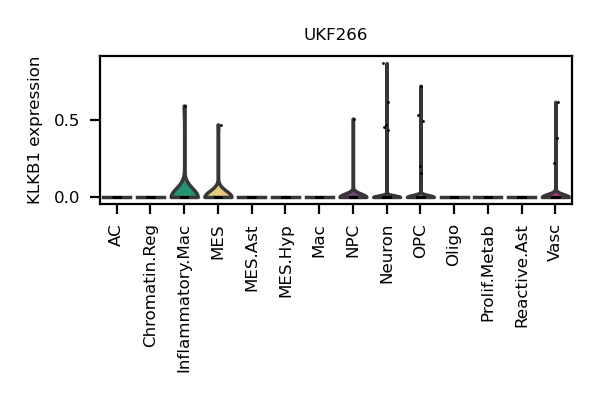 UKF266
KLKB1 expression
0.5
0.0
AC
Chromatin.Reg
Inflammatory.Mac
MES
MES.Ast
MES.Hyp
Mac
NPC
Neuron
OPC
Oligo
Prolif.Metab
Reactive.Ast
Vasc